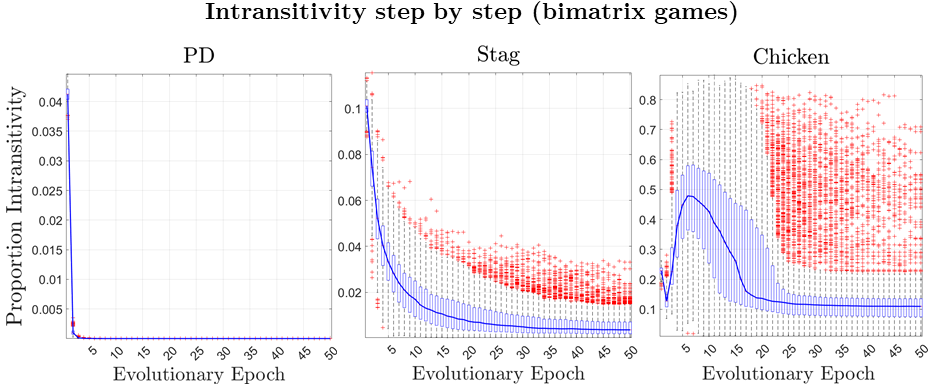 Intransitivity step by step (bimatrix games)
PD
Stag
Chicken
Proportion Intransitivity
0.04
0.035
0.03
0.025
0.02
0.015
0.01
0.005
5 10 15 20 25 30 35 40 45 50
Evolutionary Epoch
0.1
0.08
0.06
0.04
0.02
5 10 15 20 25 30 35 40 45 50
Evolutionary Epoch
0.8
0.7
0.6
0.5
0.4
0.3
0.2
0.1
5 10 15 20 25 30 35 40 45 50
Evolutionary Epoch